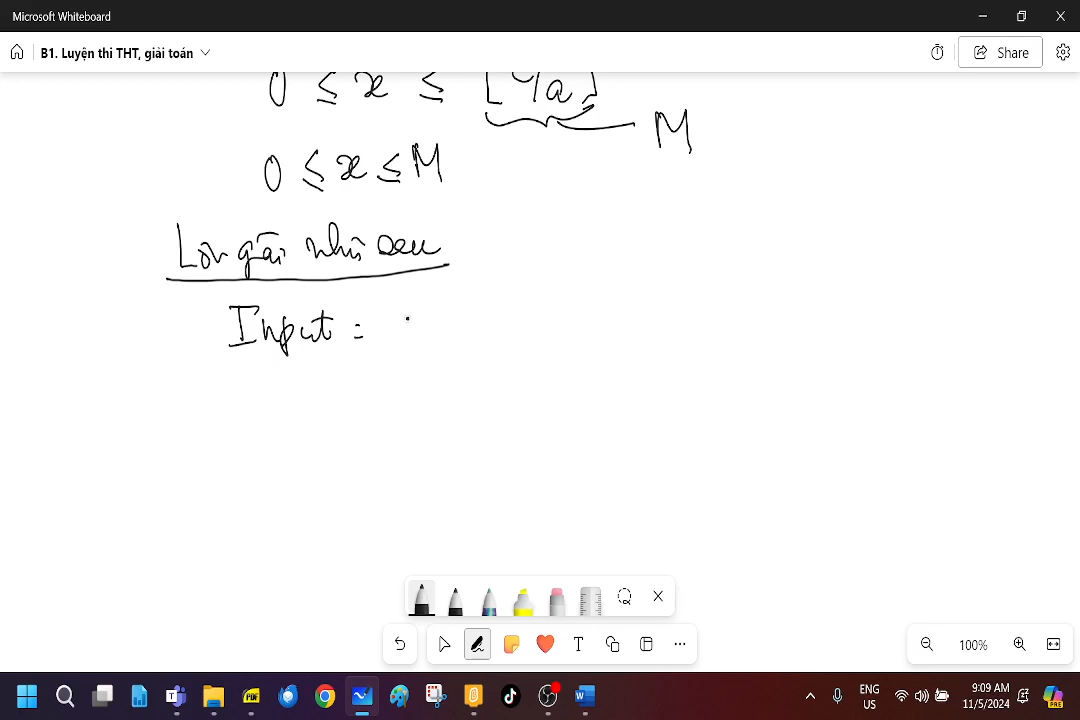 Microsoft Whiteboard
B1. Luyện thi THT, giải toán
Share
0 ≤ x ≤ [c/a]
M
0 ≤ x ≤ M
Lời giải như sau
Input :
100%
ENG
US
9:09 AM
11/5/2024